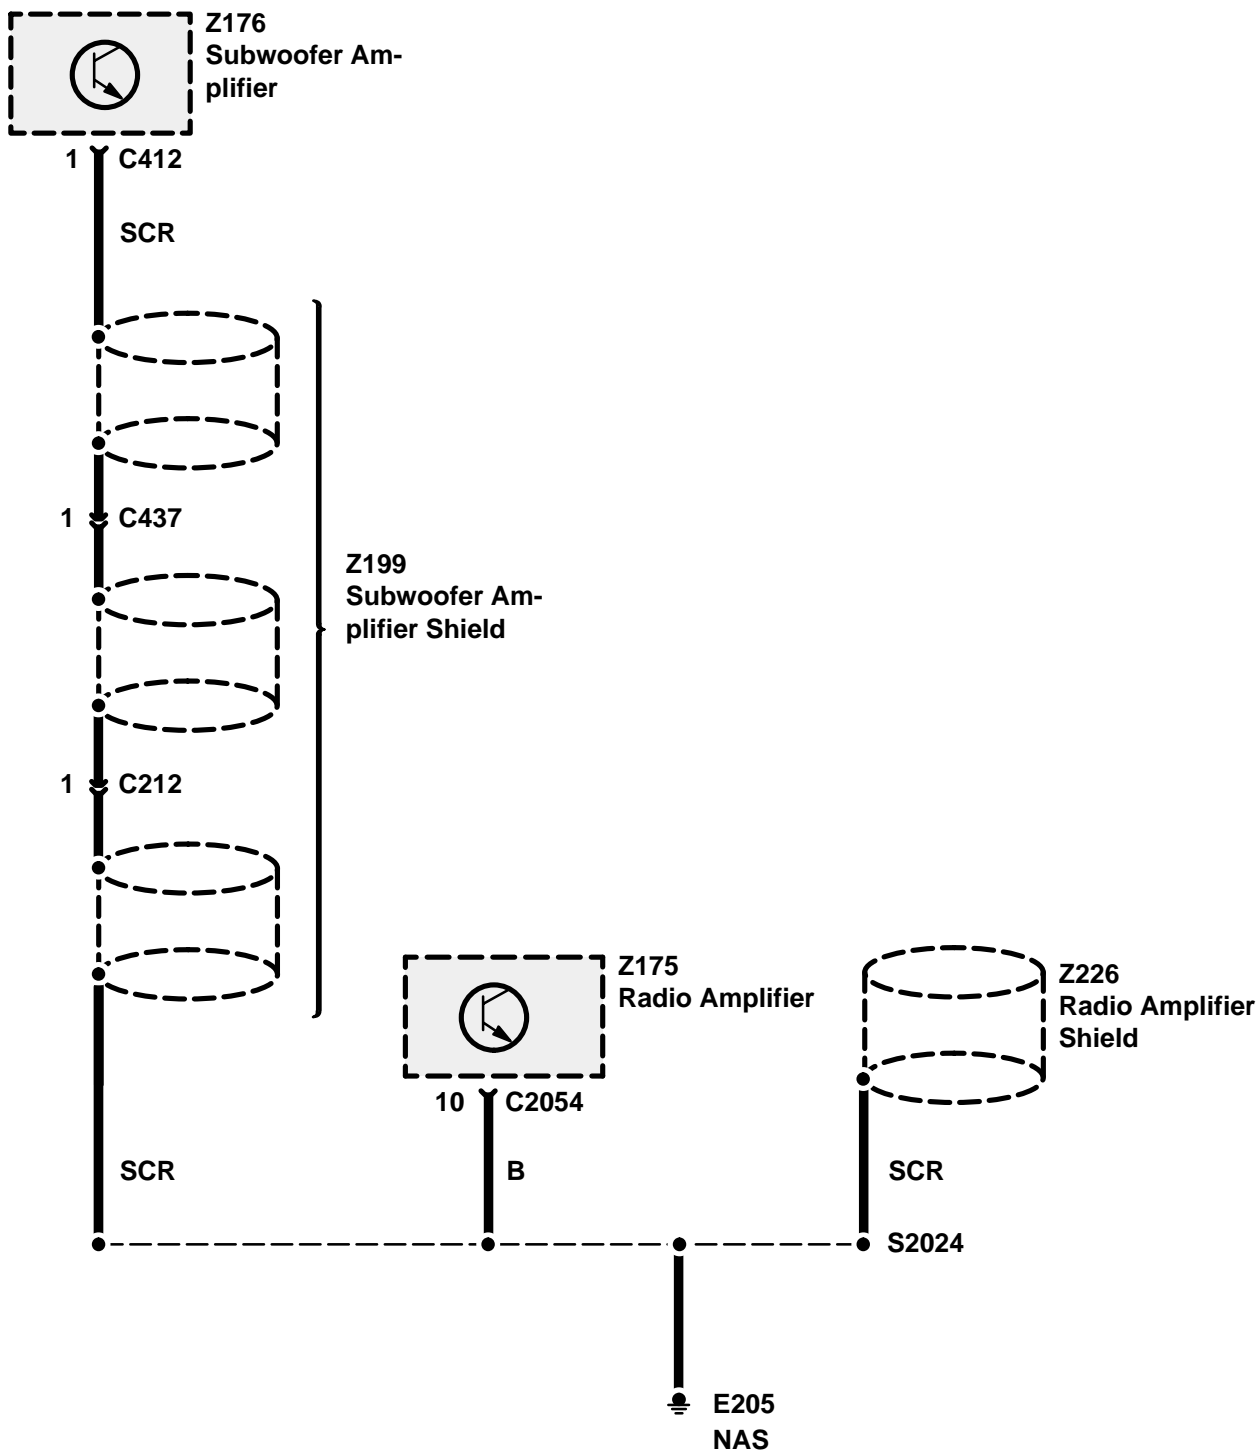 Z176
Subwoofer Am-
plifier
1 C412
SCR
1 C437
Z199
Subwoofer Am-
plifier Shield
1 C212
Z175
Radio Amplifier
Z226
Radio Amplifier
Shield
10 C2054
SCR
B
SCR
S2024
E205
NAS